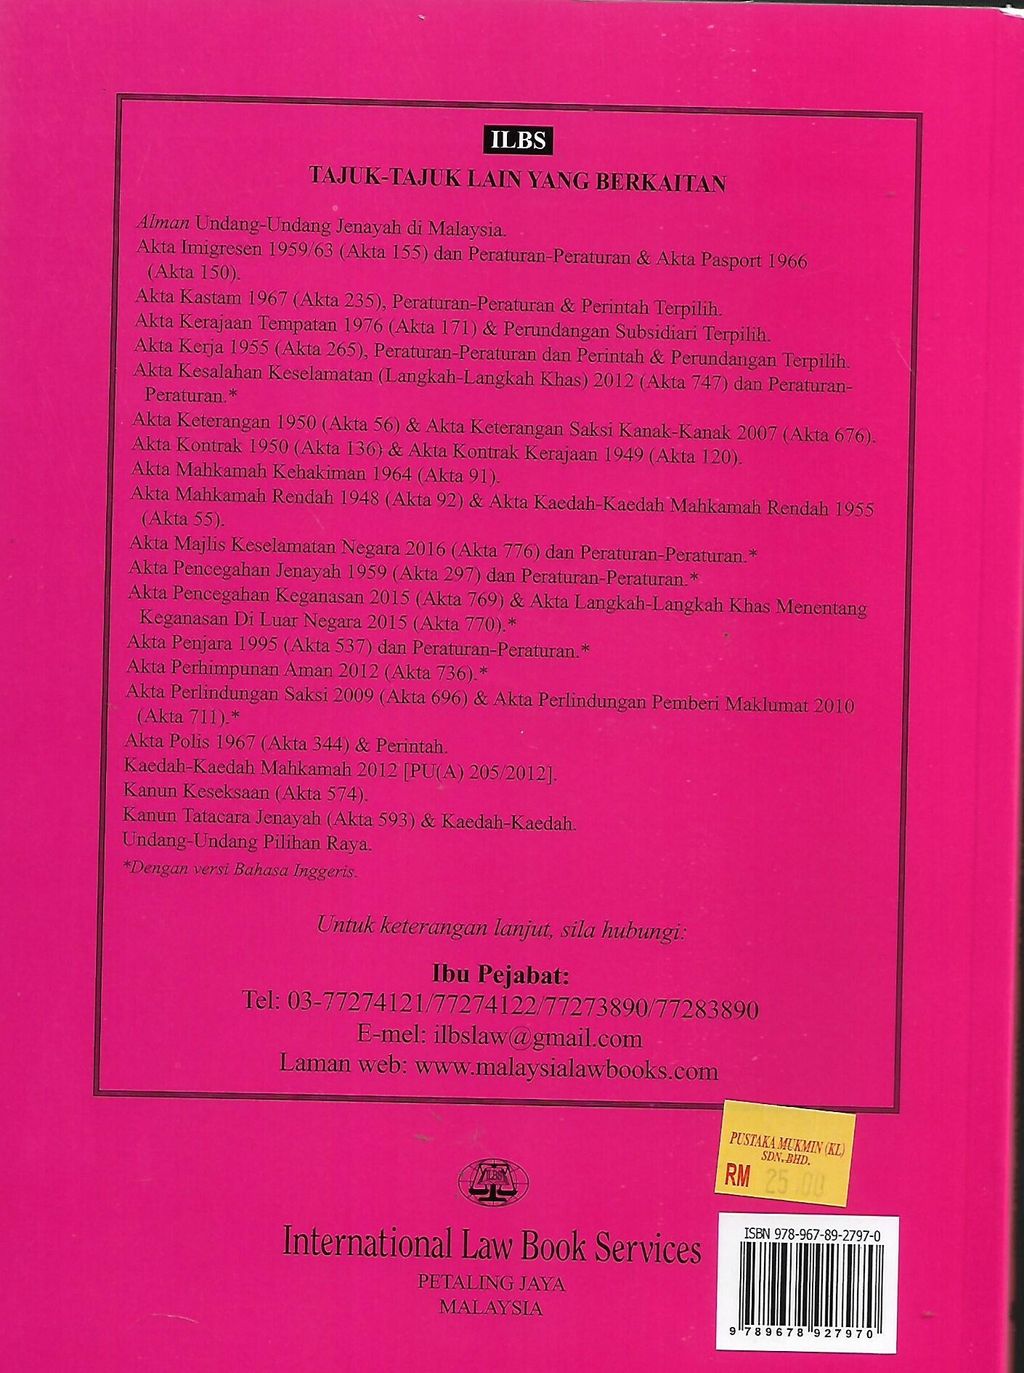 ILBS
TAJUK-TAJUK LAIN YANG BERKAITAN
Alman Undang-Undang Jenayah di Malaysia.
Akta Imigresen 1959/63 (Akta 155) dan Peraturan-Peraturan & Akta Pasport 1966
(Akta 150).
Akta Kastam 1967 (Akta 235), Peraturan-Peraturan & Perintah Terpilih.
Akta Kerajaan Tempatan 1976 (Akta 171) & Perundangan Subsidiari Terpilih.
Akta Kerja 1955 (Akta 265), Peraturan-Peraturan dan Perintah & Perundangan Terpilih.
Akta Kesalahan Keselamatan (Langkah-Langkah Khas) 2012 (Akta 747) dan Peraturan-
Peraturan.*
Akta Keterangan 1950 (Akta 56) & Akta Keterangan Saksi Kanak-Kanak 2007 (Akta 676).
Akta Kontrak 1950 (Akta 136) & Akta Kontrak Kerajaan 1949 (Akta 120).
Akta Mahkamah Kehakiman 1964 (Akta 91).
Akta Mahkamah Rendah 1948 (Akta 92) & Akta Kaedah-Kaedah Mahkamah Rendah 1955
(Akta 55).
Akta Majlis Keselamatan Negara 2016 (Akta 776) dan Peraturan-Peraturan.*
Akta Pencegahan Jenayah 1959 (Akta 297) dan Peraturan-Peraturan.*
Akta Pencegahan Keganasan 2015 (Akta 769) & Akta Langkah-Langkah Khas Menentang
Keganasan Di Luar Negara 2015 (Akta 770).*
Akta Penjara 1995 (Akta 537) dan Peraturan-Peraturan.*
Akta Perhimpunan Aman 2012 (Akta 736).*
Akta Perlindungan Saksi 2009 (Akta 696) & Akta Perlindungan Pemberi Maklumat 2010
(Akta 711).*
Akta Polis 1967 (Akta 344) & Perintah.
Kaedah-Kaedah Mahkamah 2012 [PU(A) 205/2012].
Kanun Keseksaan (Akta 574).
Kanun Tatacara Jenayah (Akta 593) & Kaedah-Kaedah.
Undang-Undang Pilihan Raya.
*Dengan versi Bahasa Inggeris.
Untuk keterangan lanjut, sila hubungi:
Ibu Pejabat:
Tel: 03-77274121/77274122/77273890/77283890
E-mel: ilbslaw@gmail.com
Laman web: www.malaysialawbooks.com
PUSTAKA MUKMIN (KL)
SDN. BHD.
RM 25.00
ILBS
International Law Book Services
PETALING JAYA
MALAYSIA
ISBN 978-967-89-2797-0
9 789678 927970